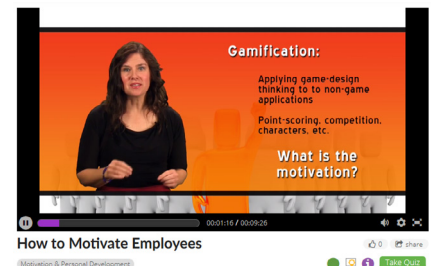 Gamification:
Applying game-design
thinking to to non-game
applications
Point-scoring, competition,
characters, etc.
What is the
motivation?
00:01:16 / 00:09:26
How to Motivate Employees
0
share
Motivation & Personal Development
Take Quiz